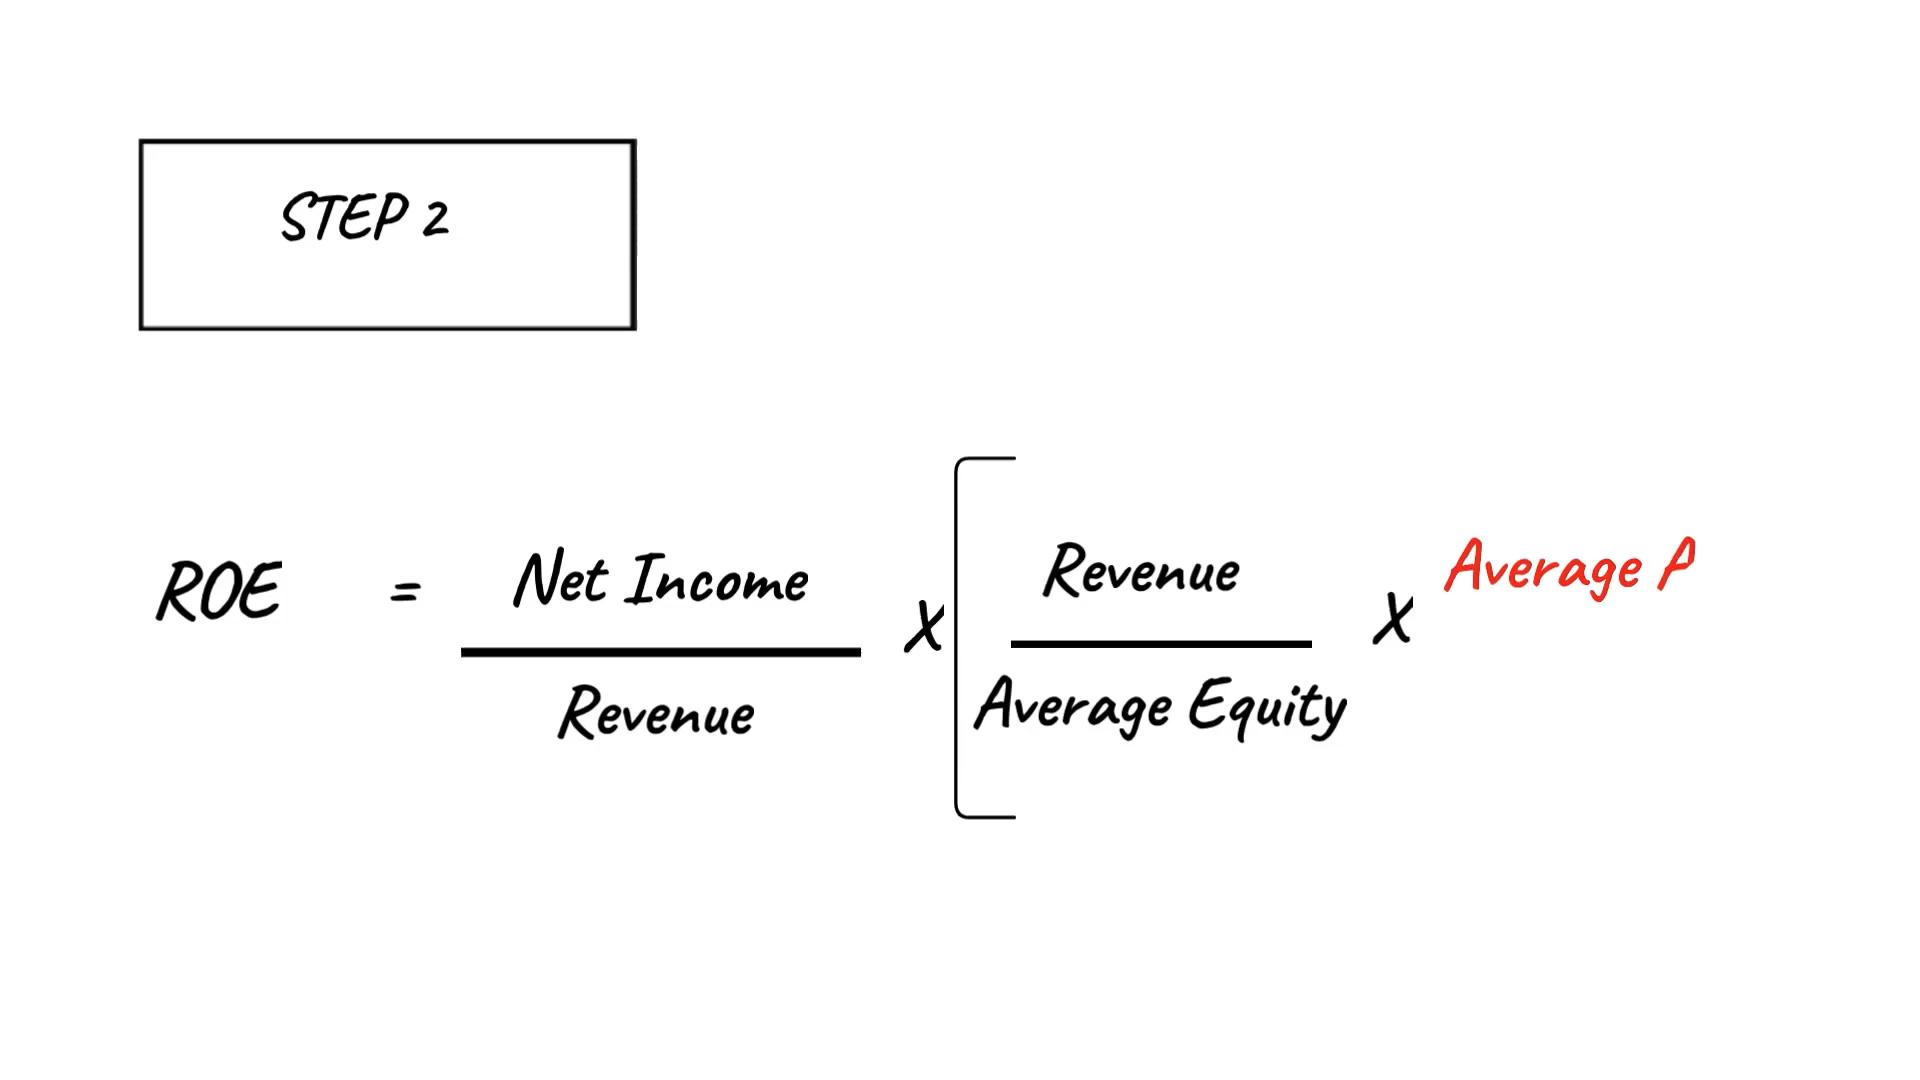 STEP 2
ROE = Net Income
Revenue
X
Revenue
Average Equity
X
Average A